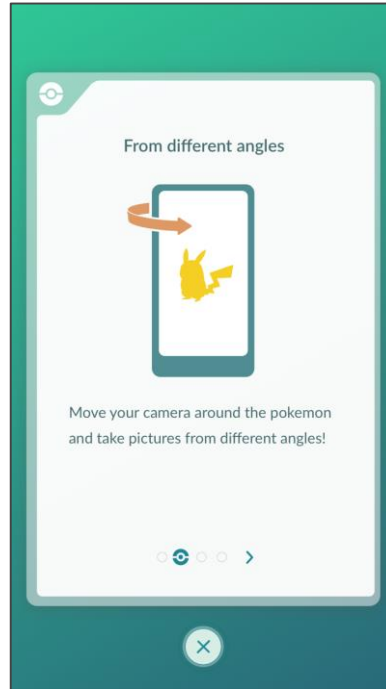 From different angles
Move your camera around the pokemon
and take pictures from different angles!